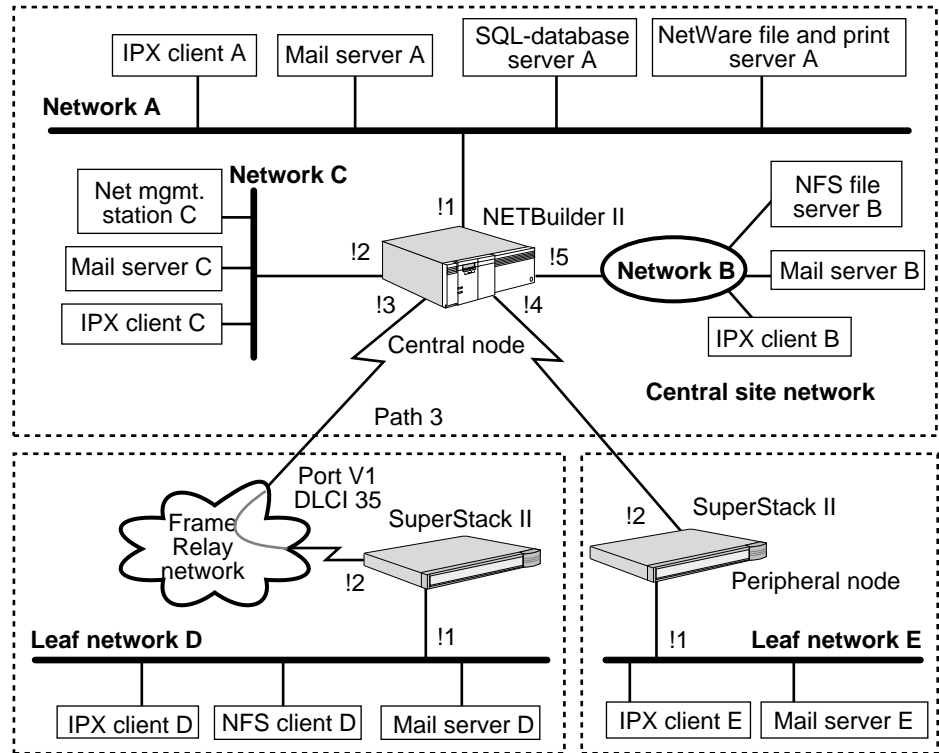 IPX client A
Mail server A
SQL-database
server A
NetWare file and print
server A
Network A
Network C
Net mgmt.
station C
Mail server C
IPX client C
!1
NETBuilder II
!2
!5
!3
!4
Central node
Network B
NFS file
server B
Mail server B
IPX client B
Central site network
Path 3
Port V1
DLCI 35
Frame
Relay
network
SuperStack II
!2
!1
Leaf network D
IPX client D
NFS client D
Mail server D
!2
SuperStack II
Peripheral node
!1
Leaf network E
IPX client E
Mail server E